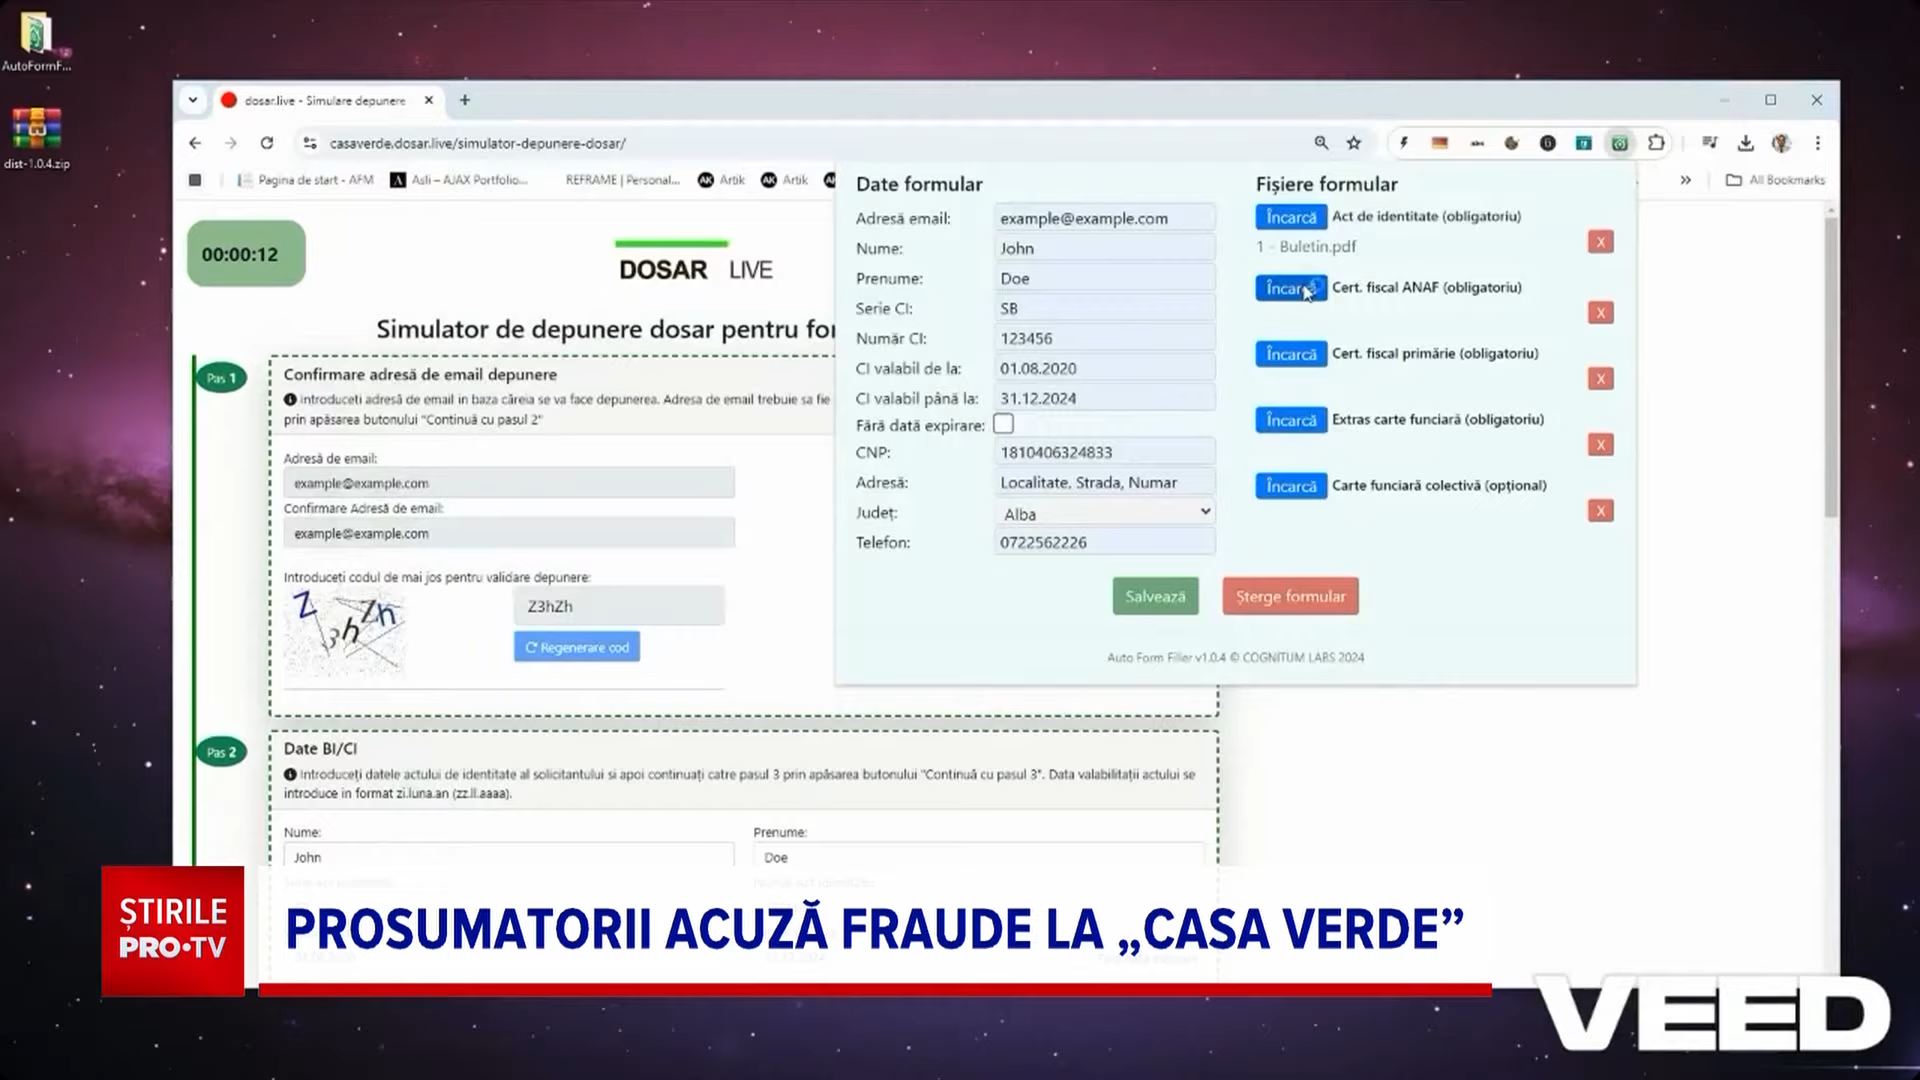 AutoFormF...
dist-1.0.4.zip
dosar.live - Simulare depunere
casaverde.dosar.live/simulator-depunere-dosar/
Pagina de start - AFM
Asli – AJAX Portfolio...
REFRAME | Personal...
AK Artik
AK Artik
AK
All Bookmarks
00:00:12
DOSAR LIVE
Simulator de depunere dosar pentru for
Pas 1
Confirmare adresă de email depunere
Introduceti adresă de email in baza căreia se va face depunerea. Adresa de email trebuie sa fie
prin apăsarea butonului "Continuă cu pasul 2"
Adresă de email:
example@example.com
Confirmare Adresă de email:
example@example.com
Introduceti codul de mai jos pentru validare depunere:
Z3hZh
Z3hZh
Regenerare cod
Pas 2
Date BI/CI
Introduceți datele actului de identitate al solicitantului si apoi continuați catre pasul 3 prin apăsarea butonului "Continuă cu pasul 3". Data valabilitații actului se
introduce in format zi.luna.an (zz.ll.aaaa).
Nume:
Prenume:
John
Doe
Date formular
Adresă email:
example@example.com
Nume:
John
Prenume:
Doe
Serie CI:
SB
Număr CI:
123456
CI valabil de la:
01.08.2020
CI valabil până la:
31.12.2024
Fără dată expirare:
CNP:
1810406324833
Adresă:
Localitate, Strada, Numar
Județ:
Alba
Telefon:
0722562226
Fișiere formular
Încarcă Act de identitate (obligatoriu)
1 - Buletin.pdf
X
Încarcă Cert. fiscal ANAF (obligatoriu)
X
Încarcă Cert. fiscal primărie (obligatoriu)
X
Încarcă Extras carte funciară (obligatoriu)
X
Încarcă Carte funciară colectivă (opțional)
X
Salvează
Șterge formular
Auto Form Filler v1.0.4 © COGNITUM LABS 2024
ȘTIRILE
PRO•TV
PROSUMATORII ACUZĂ FRAUDE LA „CASA VERDE”
VEED